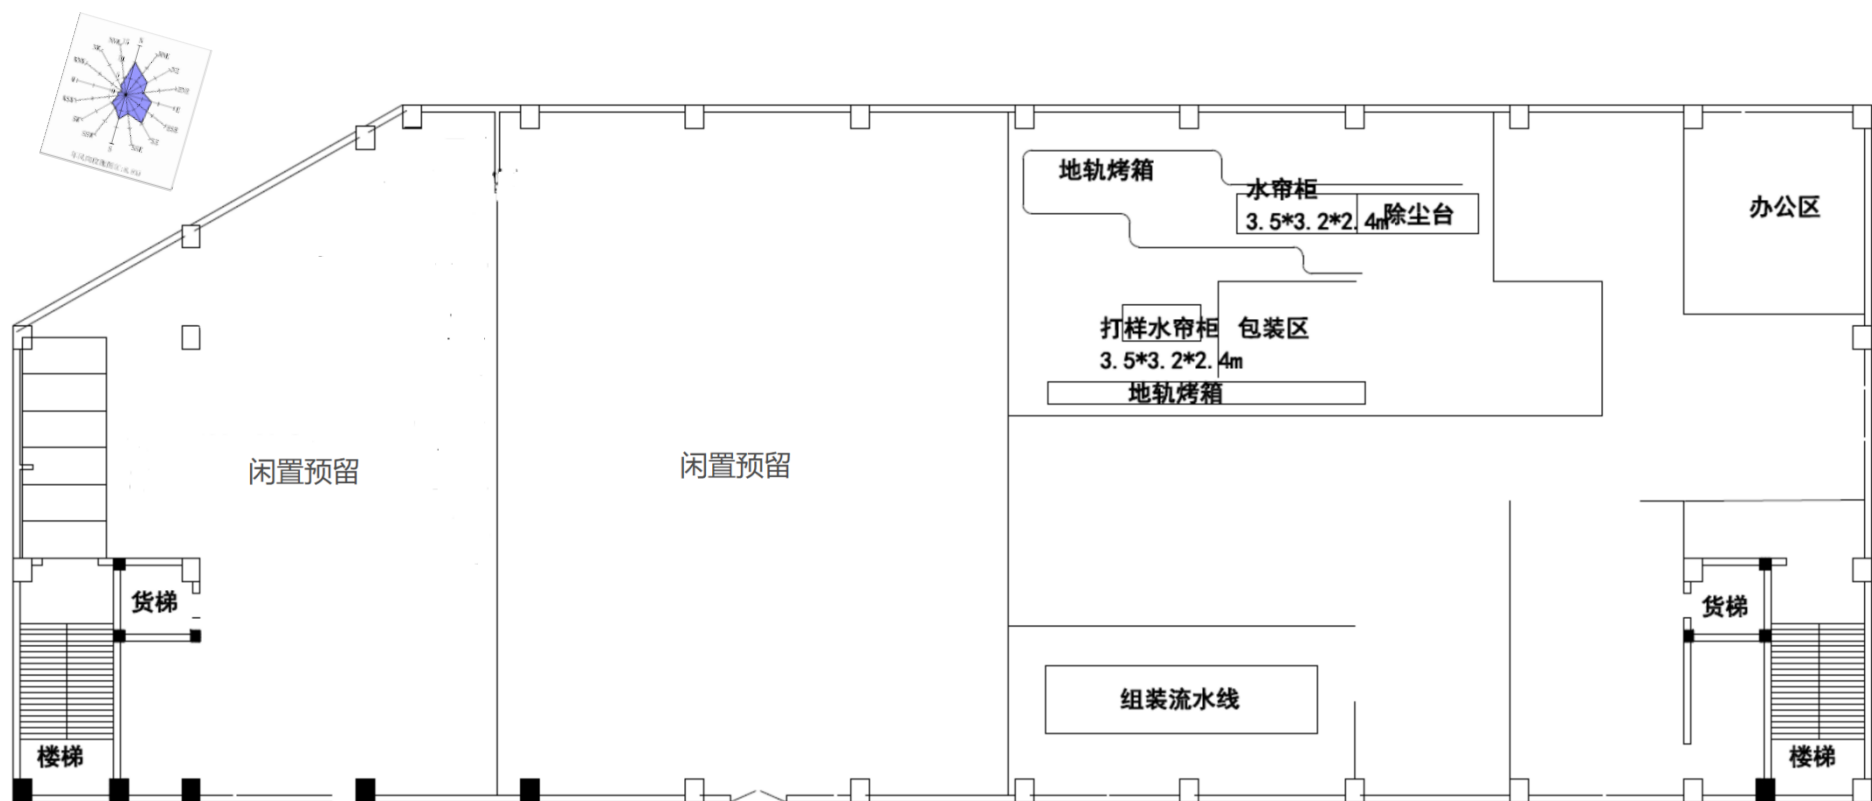 地轨烤箱
水帘柜
3.5*3.2*2.4m
除尘台
办公区
打样水帘柜
3.5*3.2*2.4m
包装区
地轨烤箱
闲置预留
闲置预留
货梯
货梯
组装流水线
楼梯
楼梯